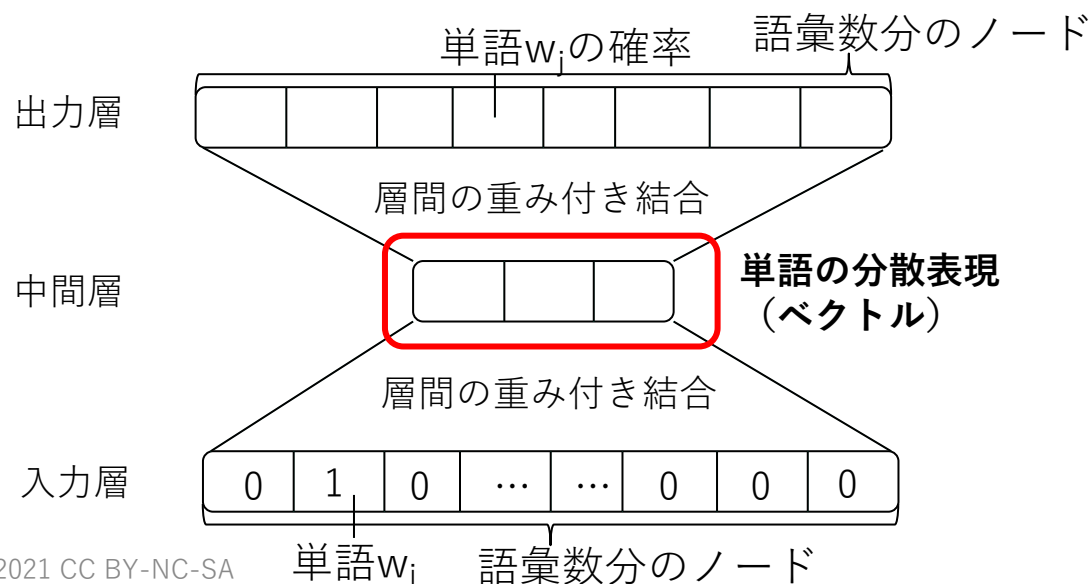 語彙数分のノード
単語wjの確率
出力層
層間の重み付き結合
中間層
単語の分散表現
（ベクトル）
層間の重み付き結合
入力層
0 1 0 … … 0 0 0
単語wi
語彙数分のノード
2021 CC BY-NC-SA